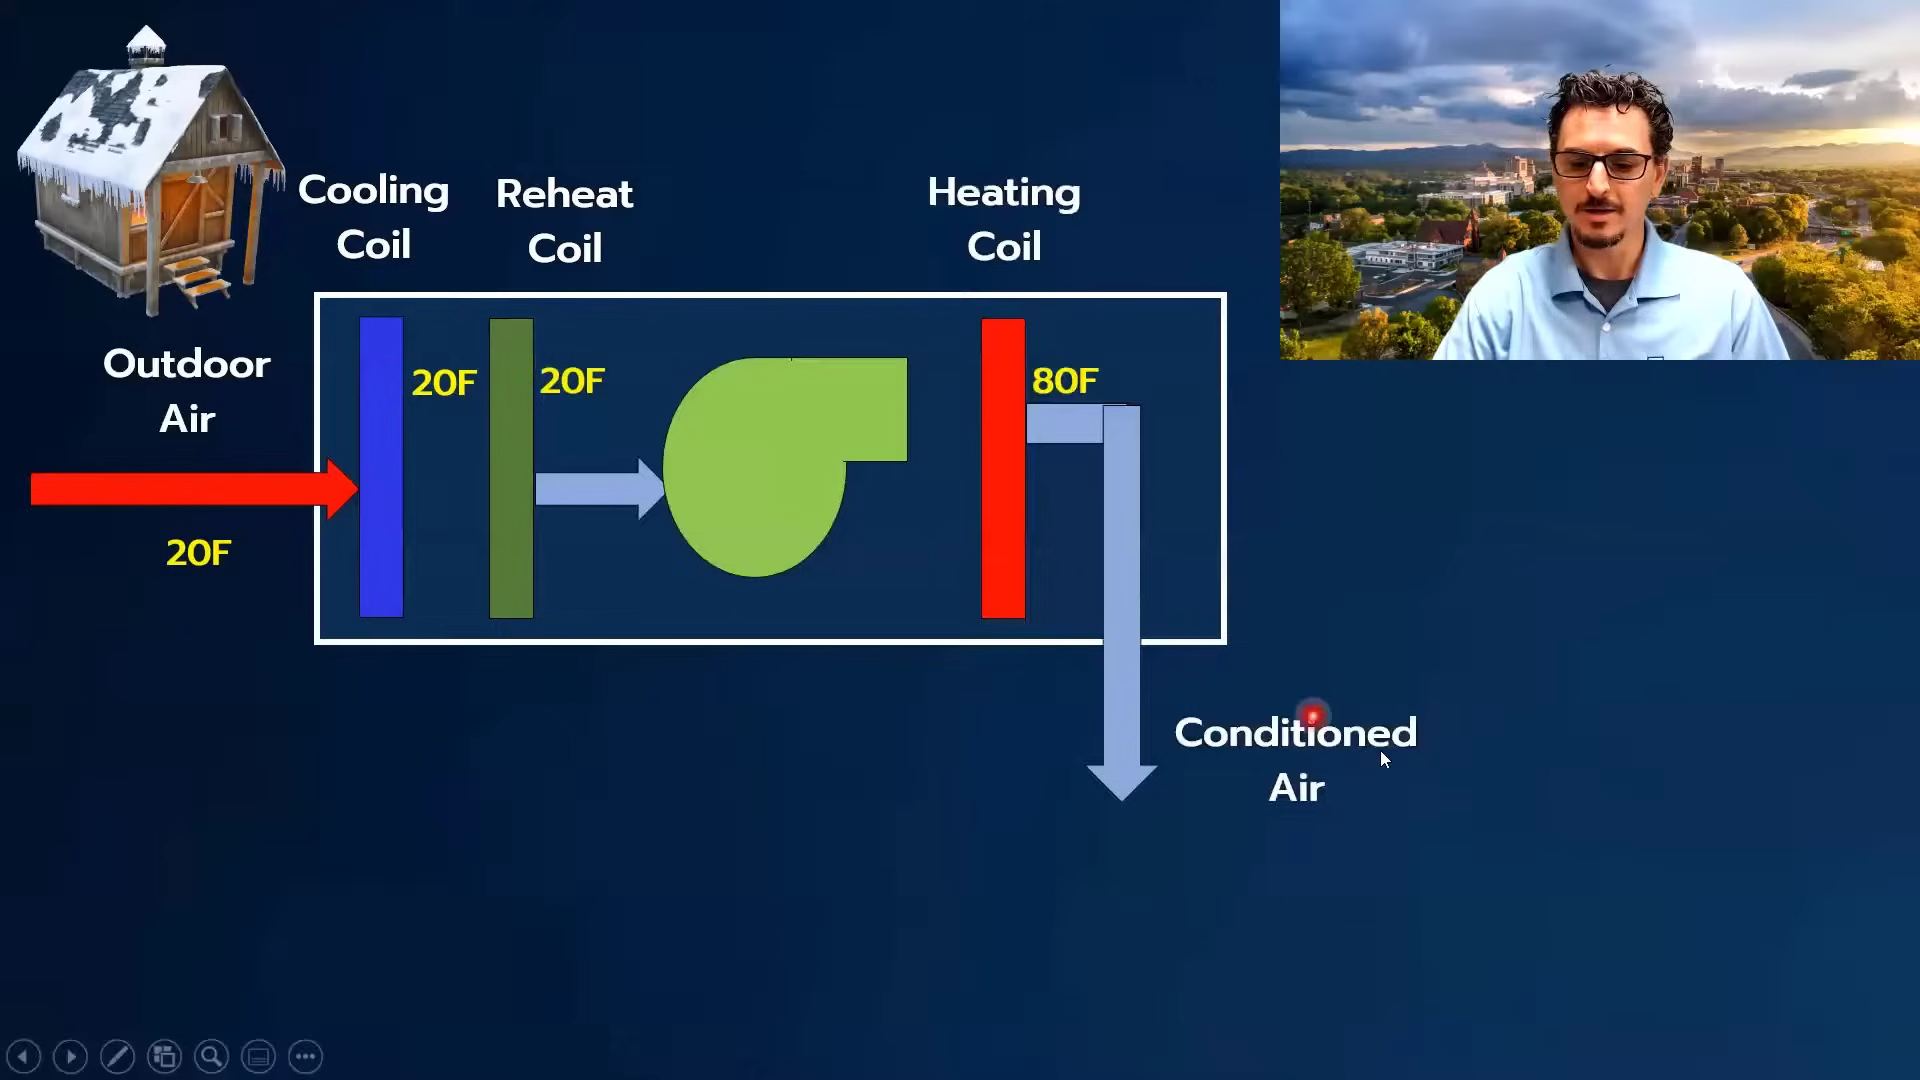 Cooling
Coil
Reheat
Coil
Heating
Coil
Outdoor
Air
20F
20F
20F
80F
Conditioned
Air